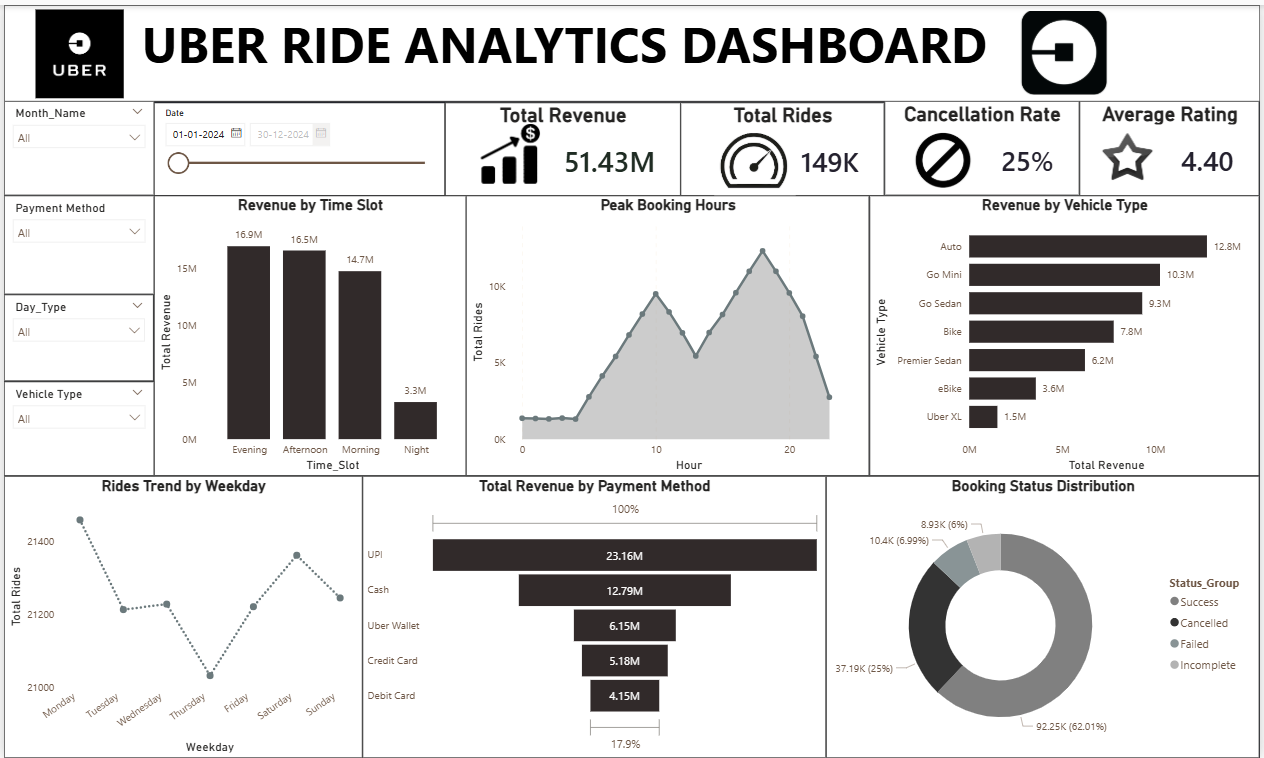 UBER
UBER RIDE ANALYTICS DASHBOARD
Month_Name
All
Date
01-01-2024
30-12-2024
Total Revenue
$
51.43M
Total Rides
149K
Cancellation Rate
25%
Average Rating
4.40
Payment Method
All
Day_Type
All
Vehicle Type
All
Revenue by Time Slot
Total Revenue
15M
10M
5M
0M
16.9M
16.5M
14.7M
3.3M
Evening
Afternoon
Morning
Night
Time_Slot
Peak Booking Hours
Total Rides
10K
5K
0K
0
10
20
Hour
Revenue by Vehicle Type
Vehicle Type
Auto
12.8M
Go Mini
10.3M
Go Sedan
9.3M
Bike
7.8M
Premier Sedan
6.2M
eBike
3.6M
Uber XL
1.5M
0M
5M
10M
Total Revenue
Rides Trend by Weekday
Total Rides
21400
21200
21000
Monday
Tuesday
Wednesday
Thursday
Friday
Saturday
Sunday
Weekday
Total Revenue by Payment Method
100%
UPI
23.16M
Cash
12.79M
Uber Wallet
6.15M
Credit Card
5.18M
Debit Card
4.15M
17.9%
Booking Status Distribution
8.93K (6%)
10.4K (6.99%)
37.19K (25%)
92.25K (62.01%)
Status_Group
Success
Cancelled
Failed
Incomplete